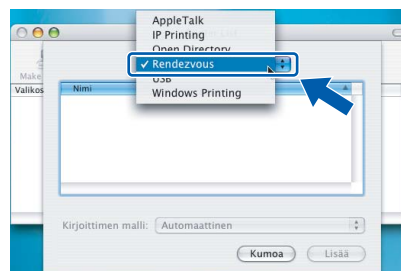 AppleTalk
IP Printing
Open Directory
✓ Rendezvous
USB
Windows Printing
Make
Valikos
Nimi
Kirjoittimen malli: Automaattinen
Kumoa Lisää